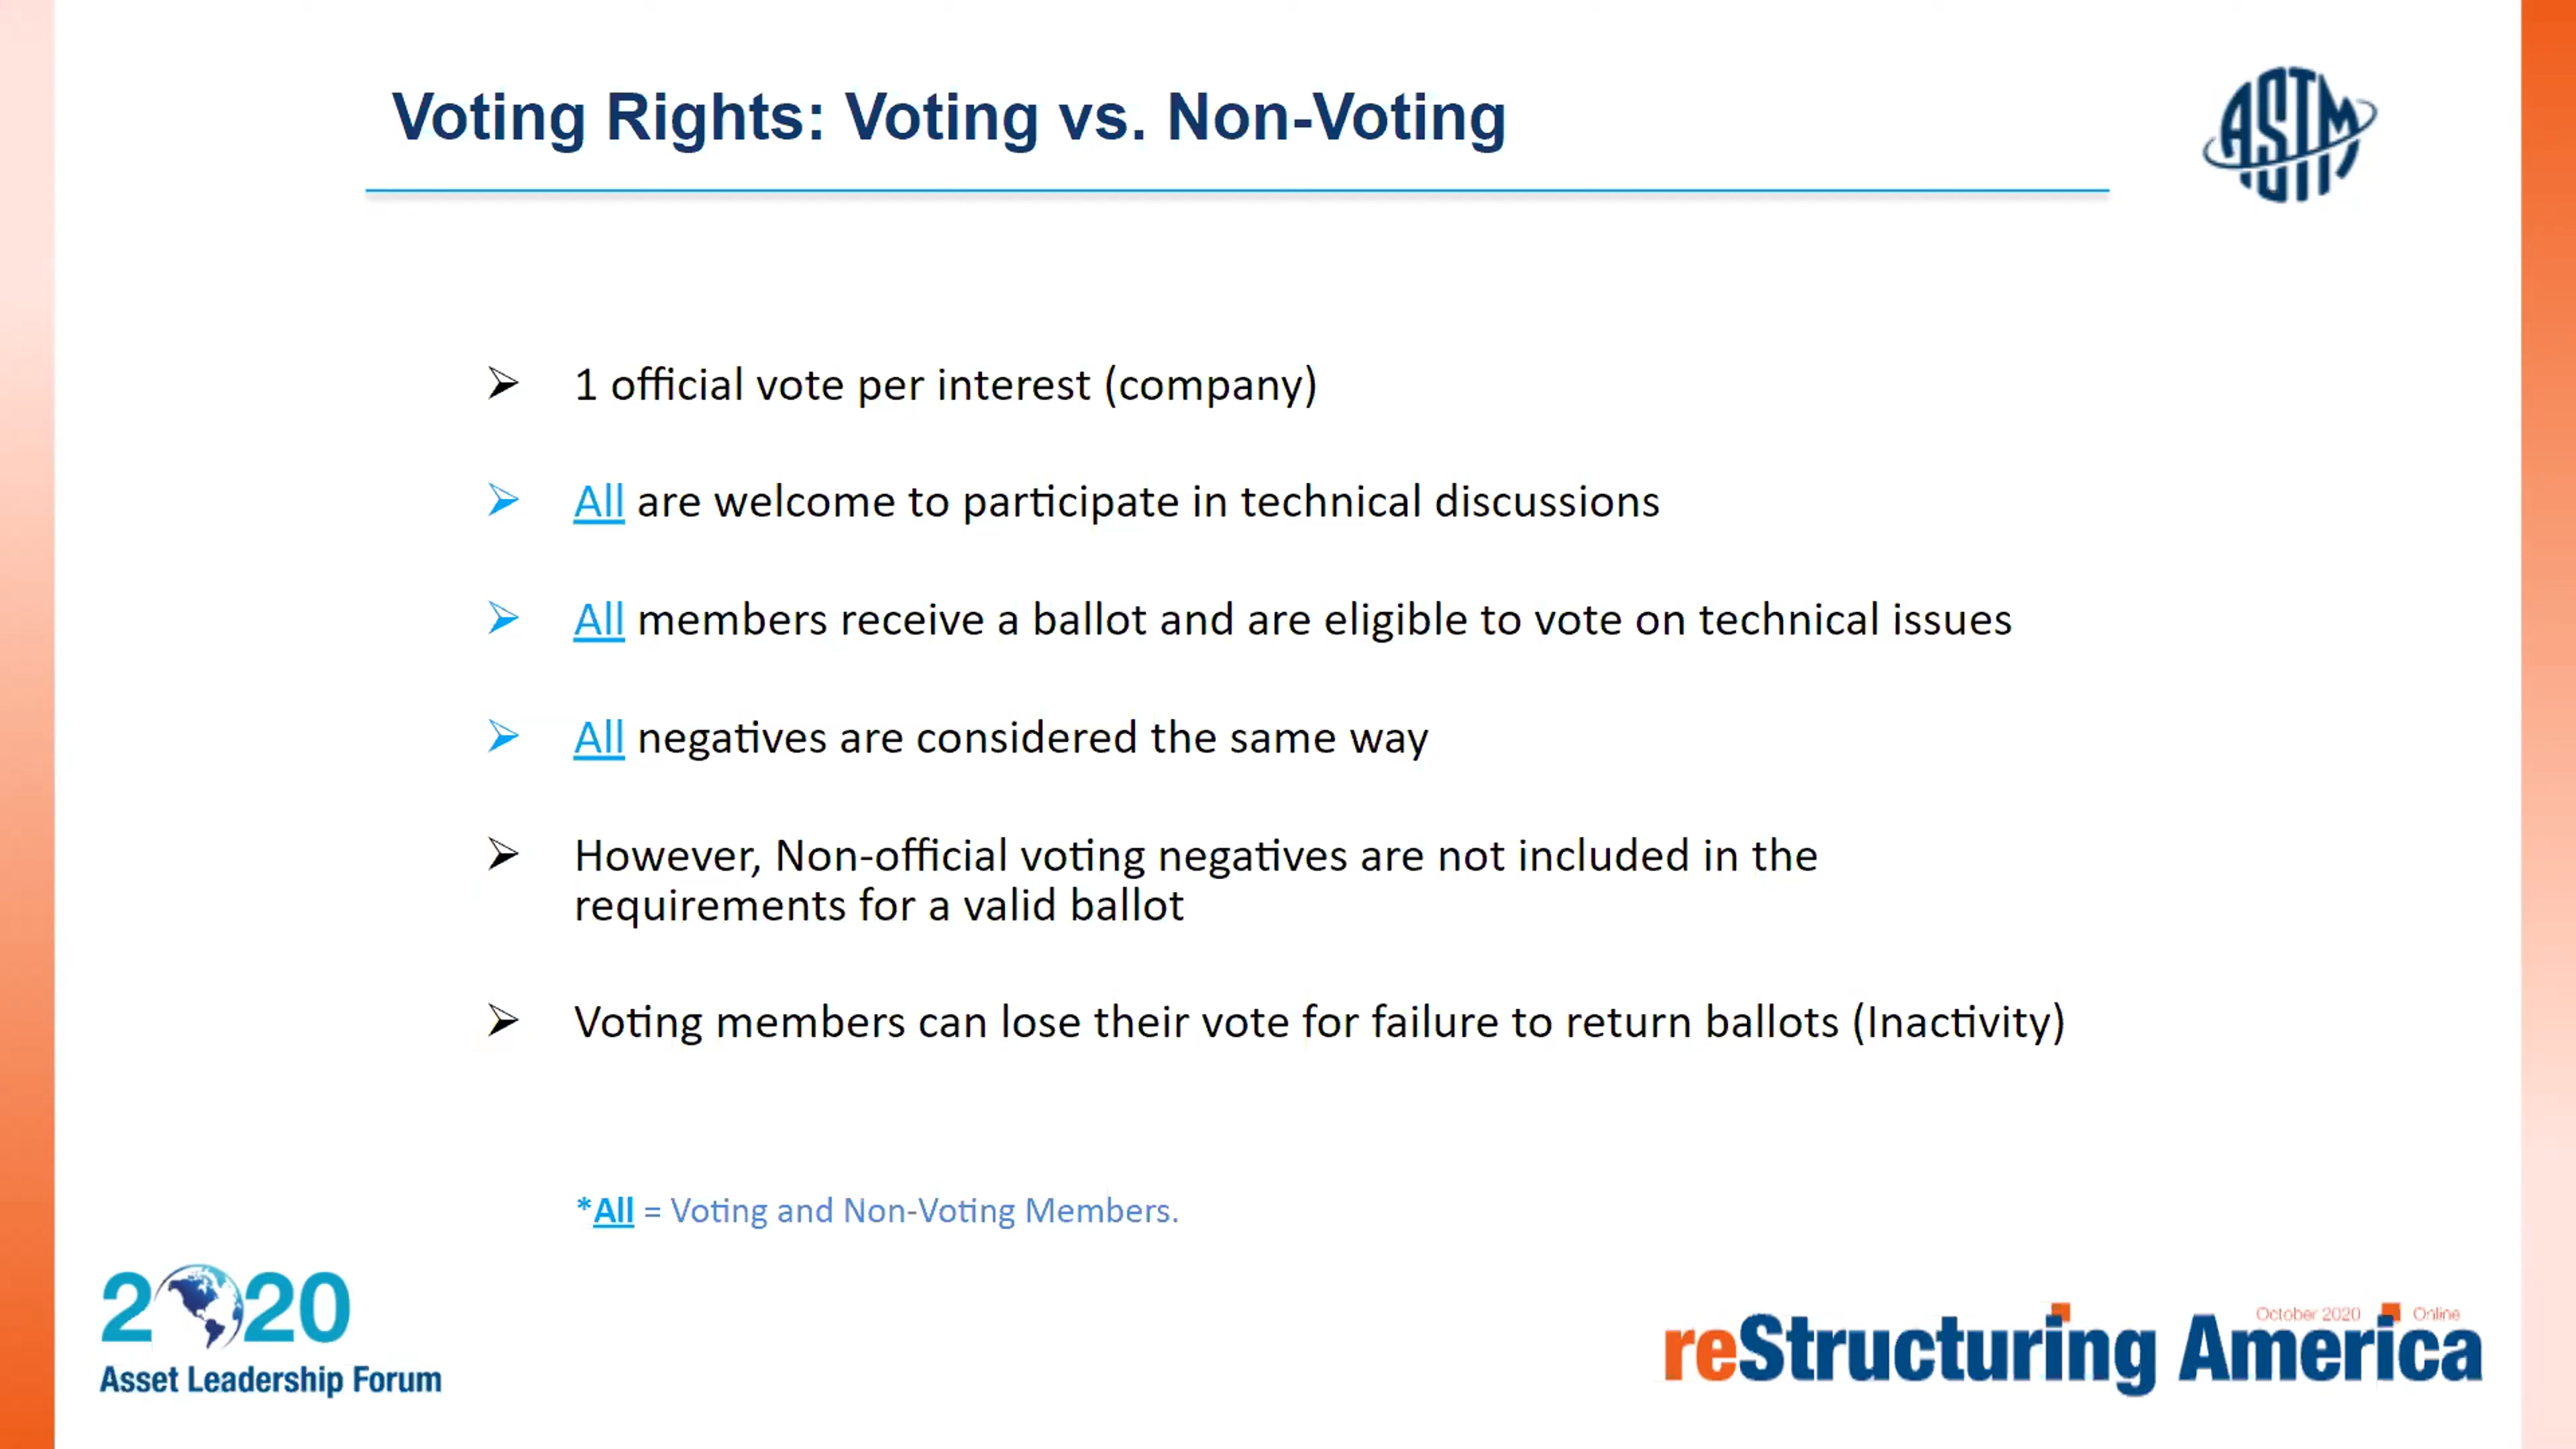 Voting Rights: Voting vs. Non-Voting
ASTM
1 official vote per interest (company)
All are welcome to participate in technical discussions
All members receive a ballot and are eligible to vote on technical issues
All negatives are considered the same way
However, Non-official voting negatives are not included in the
requirements for a valid ballot
Voting members can lose their vote for failure to return ballots (Inactivity)
*All = Voting and Non-Voting Members.
2020
Asset Leadership Forum
October 2020 Online
reStructuring America